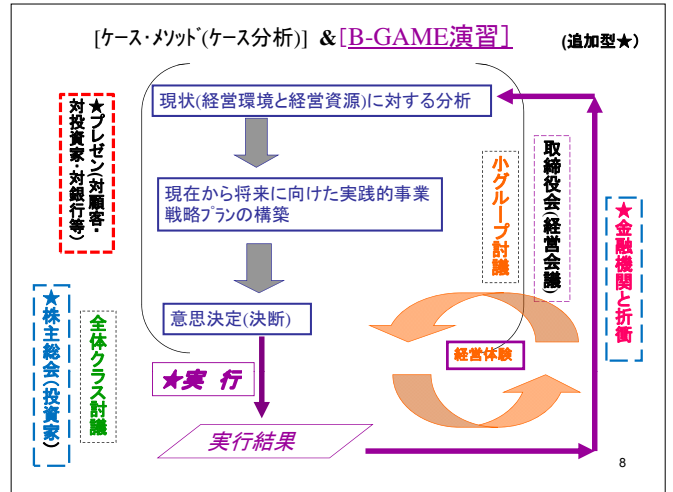 [ケース・メソッド(ケース分析)] &[B-GAME演習]
(追加型★)
現状(経営環境と経営資源)に対する分析
★プレゼン(対顧客・
対投資家・対銀行等)
取締役会(経営会議)
小グループ討議
現在から将来に向けた実践的事業
戦略プランの構築
★金融機関と折衝
意思決定(決断)
★株主総会(投資家)
全体クラス討議
経営体験
★実 行
実行結果
8